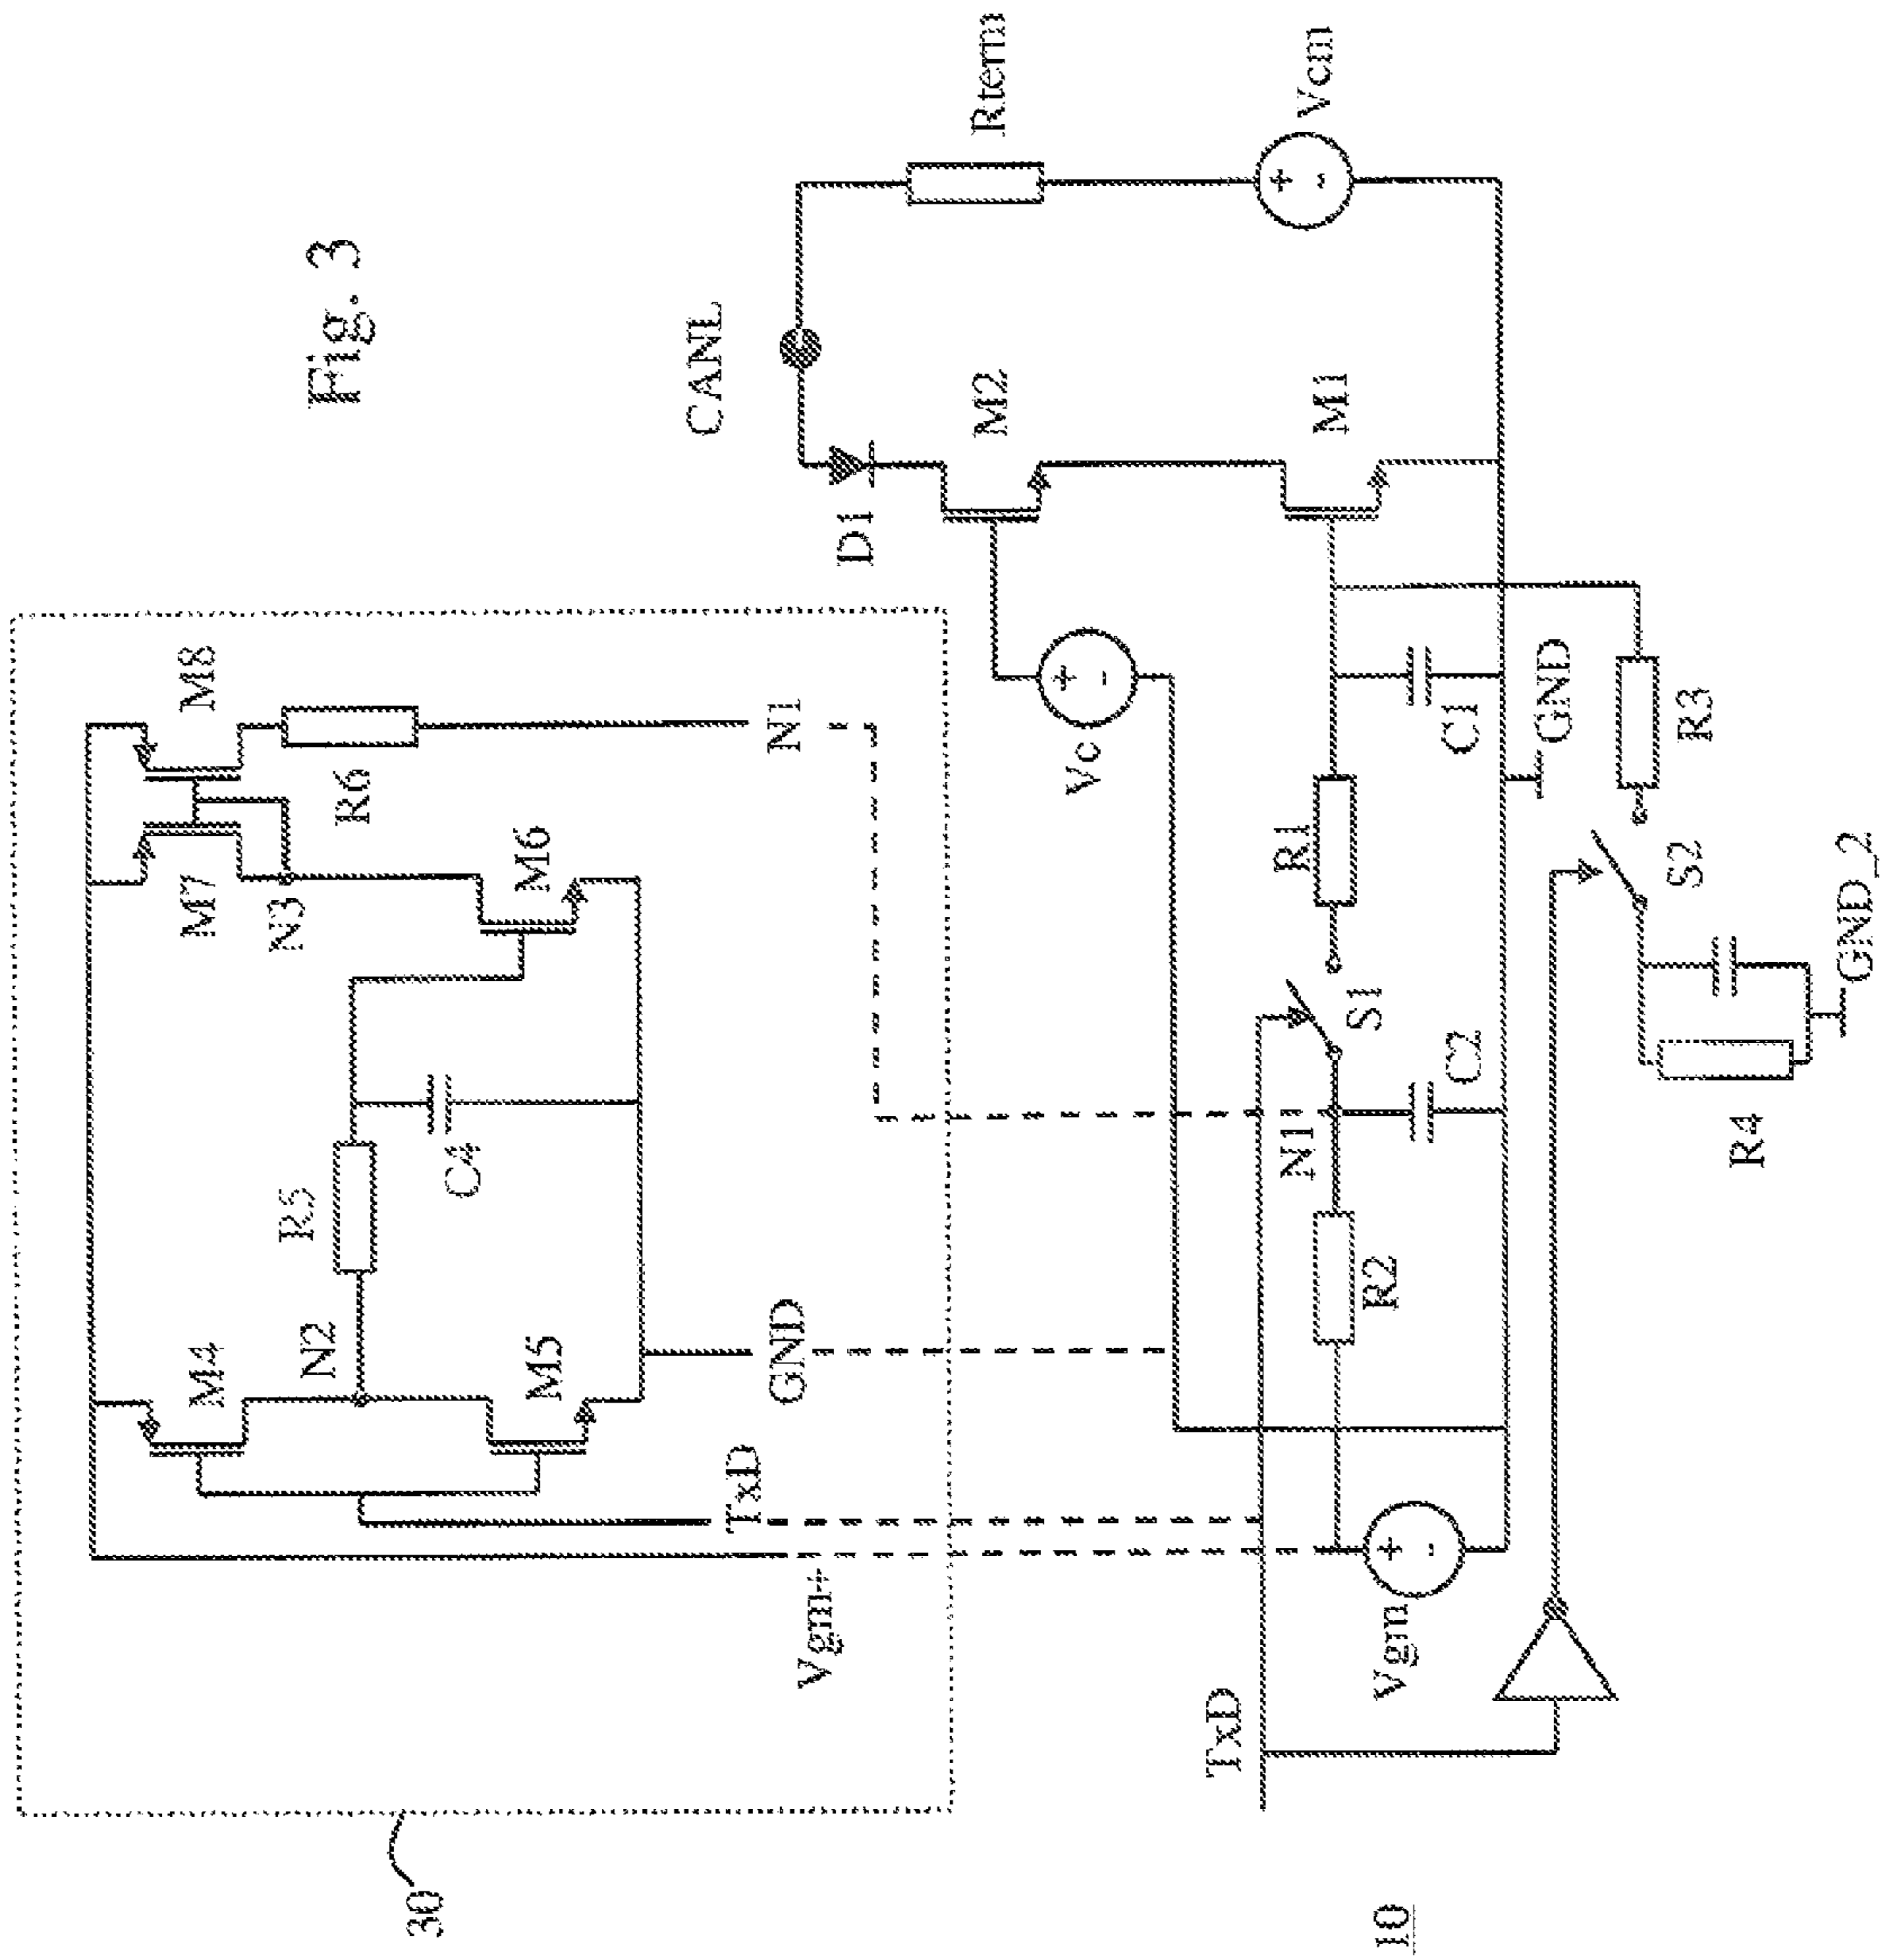 Fig. 3
30
10
M7
M8
N3
R6
M6
M4
N2
R5
C4
M5
Vgm+
TxD
GND
N1
CANL
D1
M2
Rterm
Vc
M1
Vcm
TxD
N1
S1
R1
R2
C2
C1
GND
Vgm
S2
R3
R4
GND_2